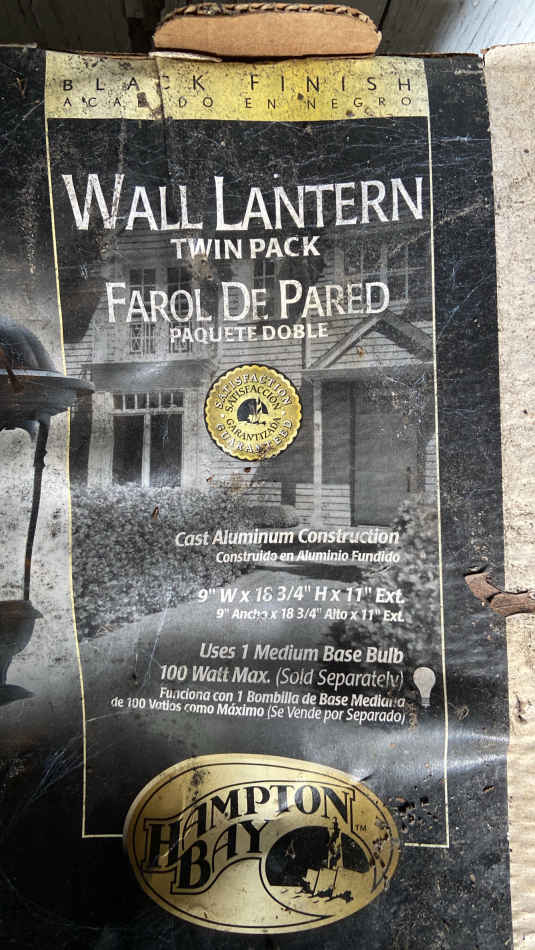 BLACK FINISH
ACABADO EN NEGRO
WALL LANTERN
TWIN PACK
FAROL DE PARED
PAQUETE DOBLE
SATISFACTION
SATISFACCIÓN
GARANTIZADA
GUARANTEED
Cast Aluminum Construction
Construido en Aluminio Fundido
9" W x 18 3/4" H x 11" Ext.
9" Ancho x 18 3/4" Alto x 11" Ext.
Uses 1 Medium Base Bulb
100 Watt Max. (Sold Separately)
Funciona con 1 Bombilla de Base Mediana
de 100 Vatios como Máximo (Se Vende por Separado)
HAMPTON
BAY™